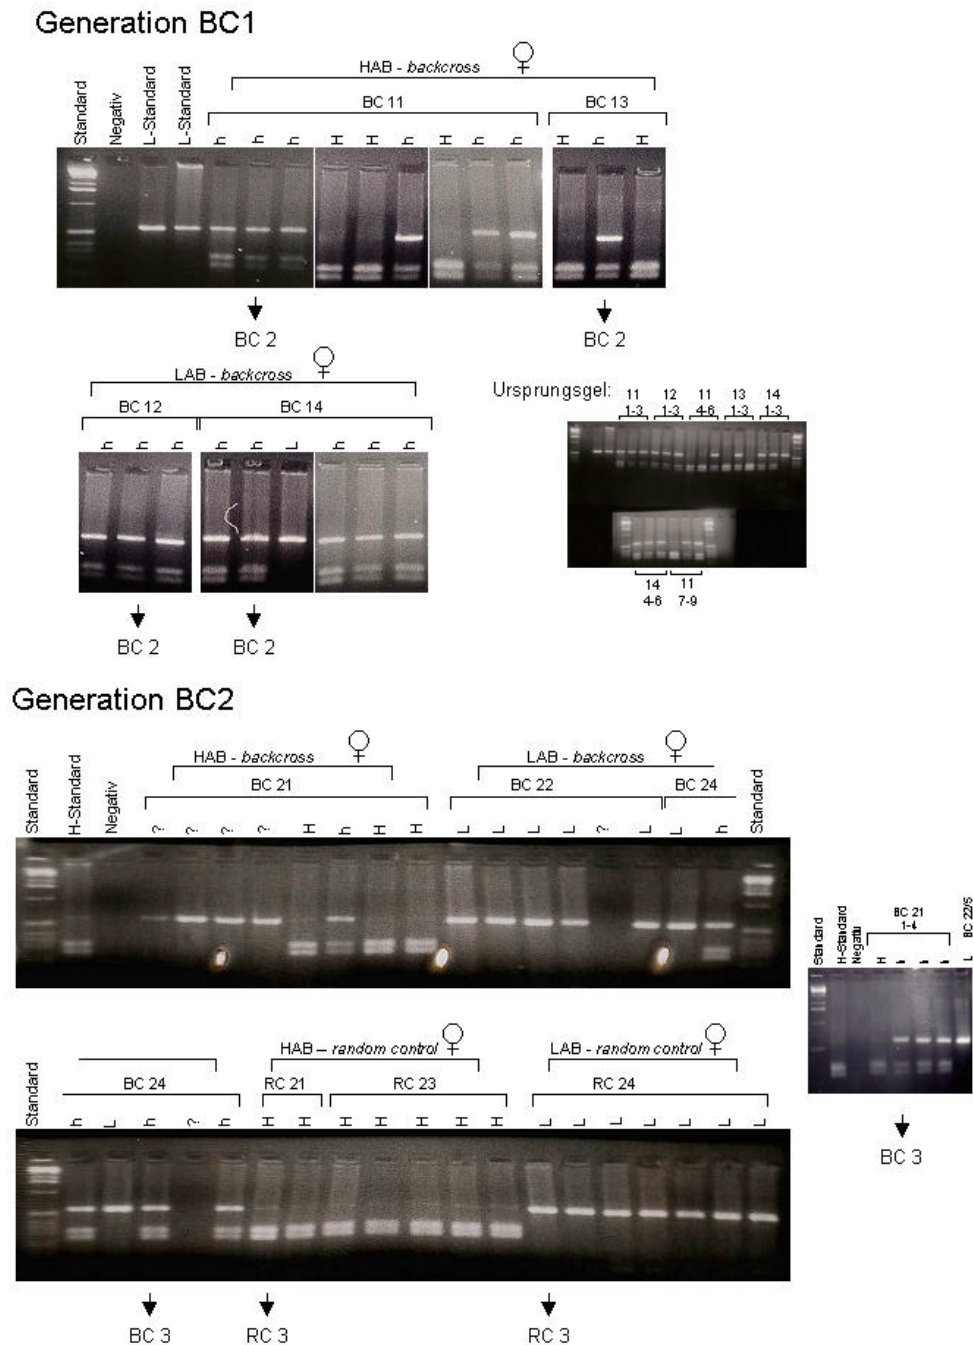 Generation BC1
HAB - backcross ♀
BC 11 BC 13
Standard Negativ L-Standard L-Standard h h h H H h H h h H h H
BC 2 BC 2
LAB - backcross ♀
BC 12 BC 14
h h h h h L h h h
BC 2 BC 2
Ursprungsgel: 11 12 11 13 14
1-3 1-3 4-6 1-3 1-3
14 11
4-6 7-9
Generation BC2
HAB - backcross ♀ LAB - backcross ♀
BC 21 BC 22 BC 24
Standard H-Standard Negativ ? ? ? ? H h H H L L L L ? L L h Standard
BC 21
1-4
Standard H-Standard Negativ H h h h L BC 22/5
BC 3
HAB – random control ♀ LAB - random control ♀
BC 24 RC 21 RC 23 RC 24
Standard h L h ? h H H H H H H H L L L L L L L
BC 3 RC 3 RC 3